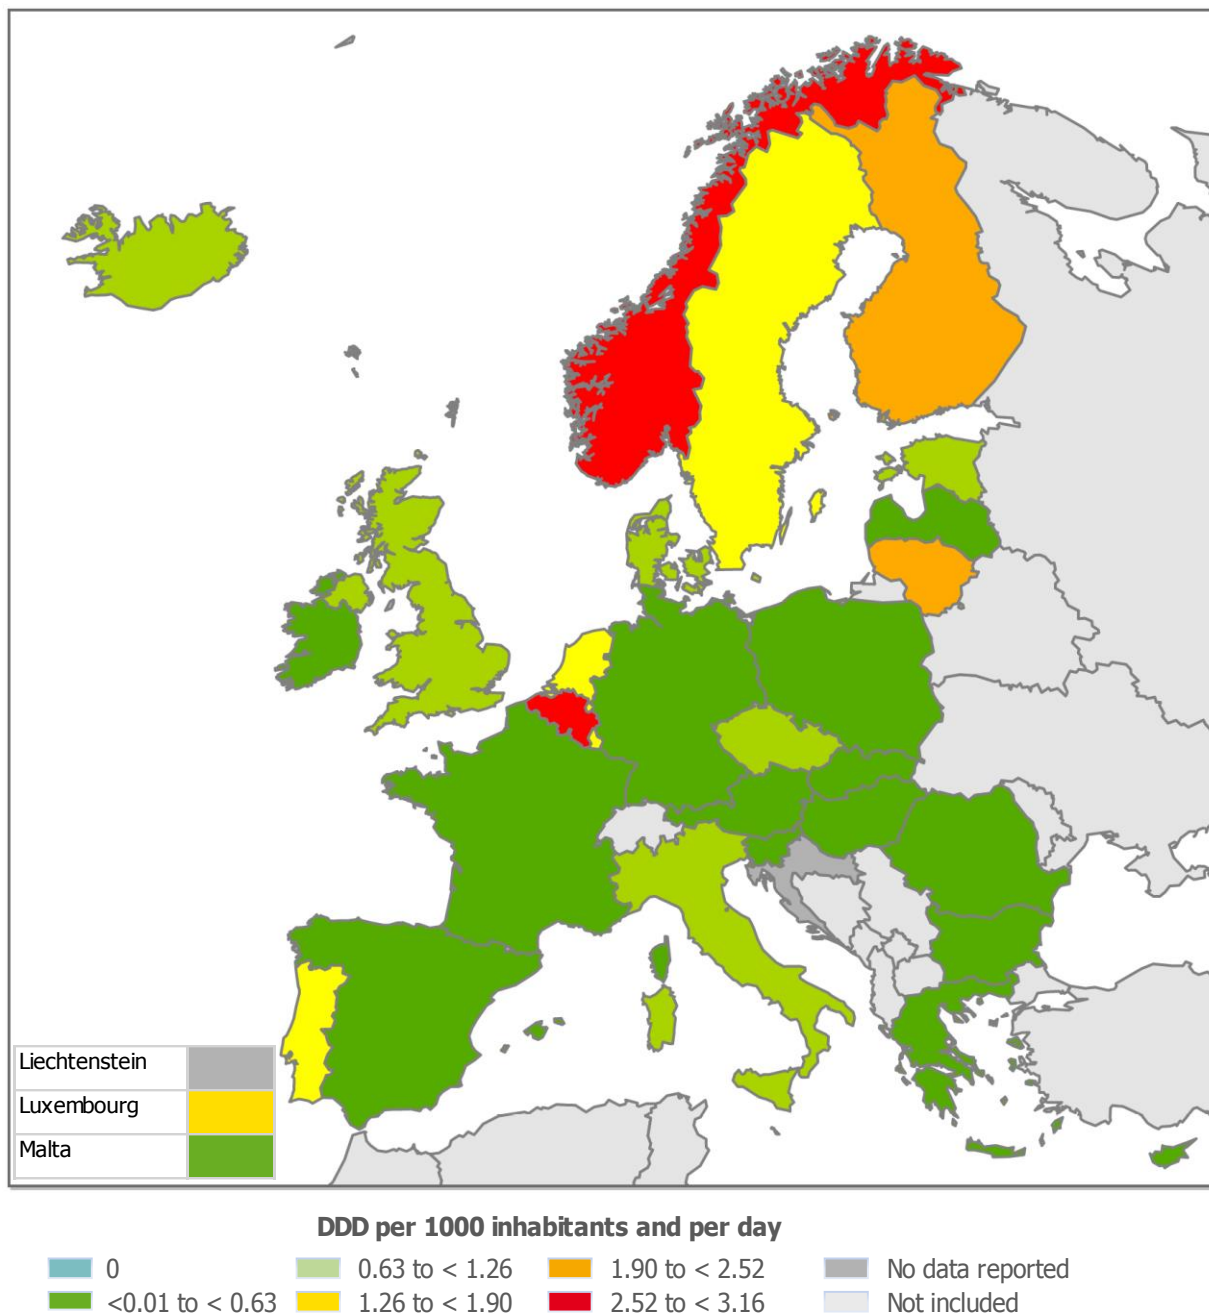 Liechtenstein
Luxembourg
Malta
DDD per 1000 inhabitants and per day
0
0.63 to < 1.26
1.90 to < 2.52
No data reported
<0.01 to < 0.63
1.26 to < 1.90
2.52 to < 3.16
Not included